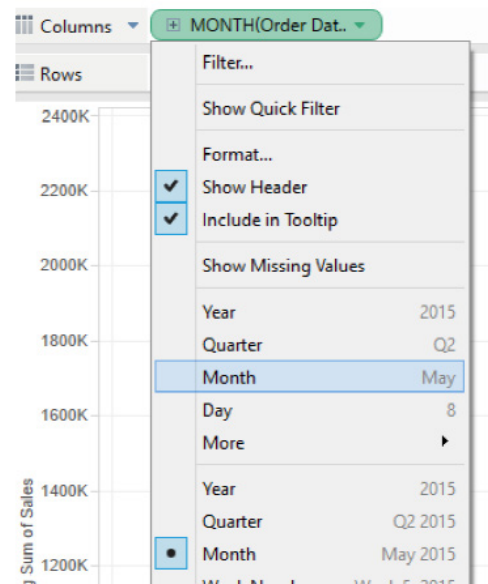 Columns MONTH(Order Dat..
Rows
Filter...
Show Quick Filter
Format...
Show Header
Include in Tooltip
Show Missing Values
Year 2015
Quarter Q2
Month May
Day 8
More
Year 2015
Quarter Q2 2015
Month May 2015
2400K
2200K
2000K
1800K
1600K
1400K
1200K
Sum of Sales